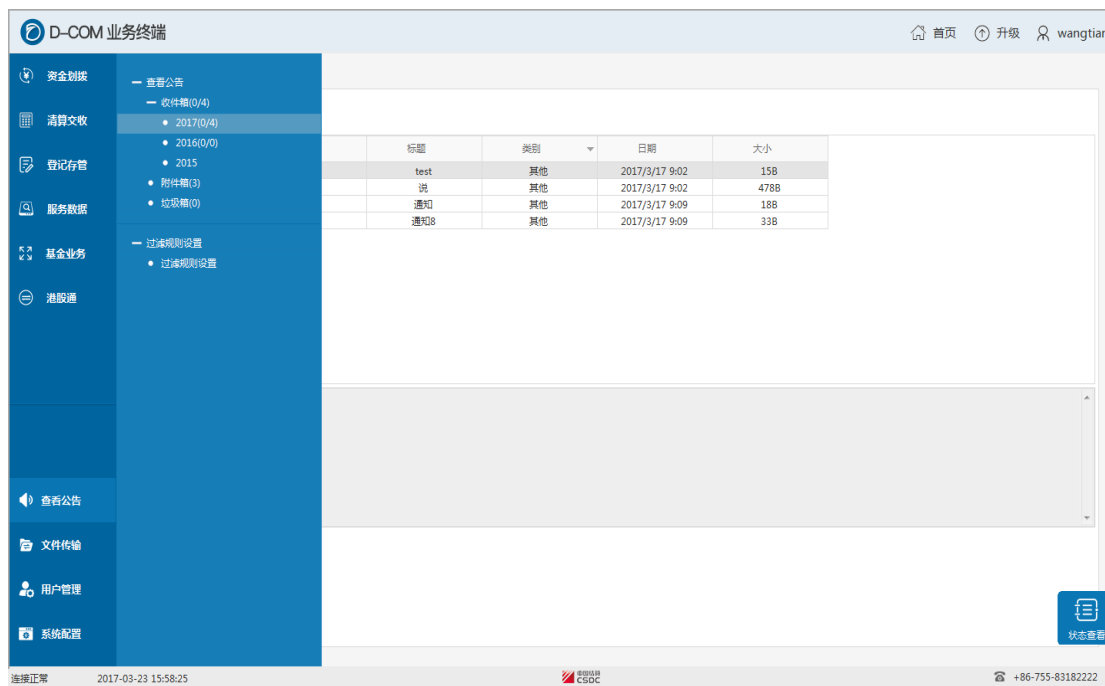 D-COM 业务终端
首页 升级 wangtian
资金划拨
清算交收
登记存管
服务数据
基金业务
港股通
查看公告
文件传输
用户管理
系统配置
查看公告
收件箱(0/4)
2017(0/4)
2016(0/0)
2015
附件箱(3)
垃圾箱(0)
过滤规则设置
过滤规则设置
标题 类别 日期 大小
test 其他 2017/3/17 9:02 15B
说 其他 2017/3/17 9:02 478B
通知 其他 2017/3/17 9:09 18B
通知8 其他 2017/3/17 9:09 33B
状态查看
连接正常 2017-03-23 15:58:25 中国结算 CSDC +86-755-83182222